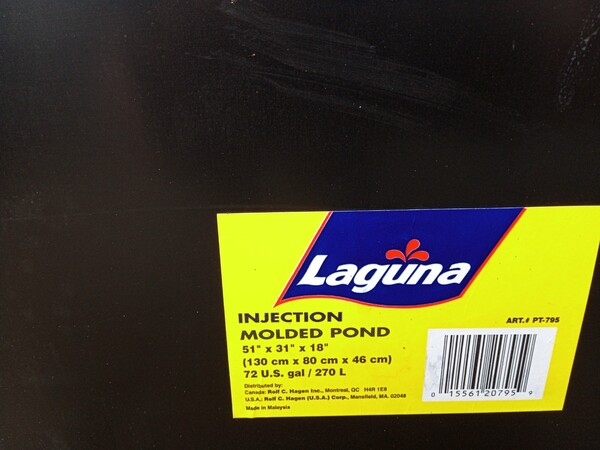 Laguna
INJECTION
MOLDED POND
ART.# PT-795
51" x 31" x 18"
(130 cm x 80 cm x 46 cm)
72 U.S. gal / 270 L
Distributed by:
Canada: Rolf C. Hagen Inc., Montreal, QC H4R 1E8
U.S.A.: Rolf C. Hagen (U.S.A.) Corp., Mansfield, MA. 02048
Made in Malaysia
0 15561 20795 9